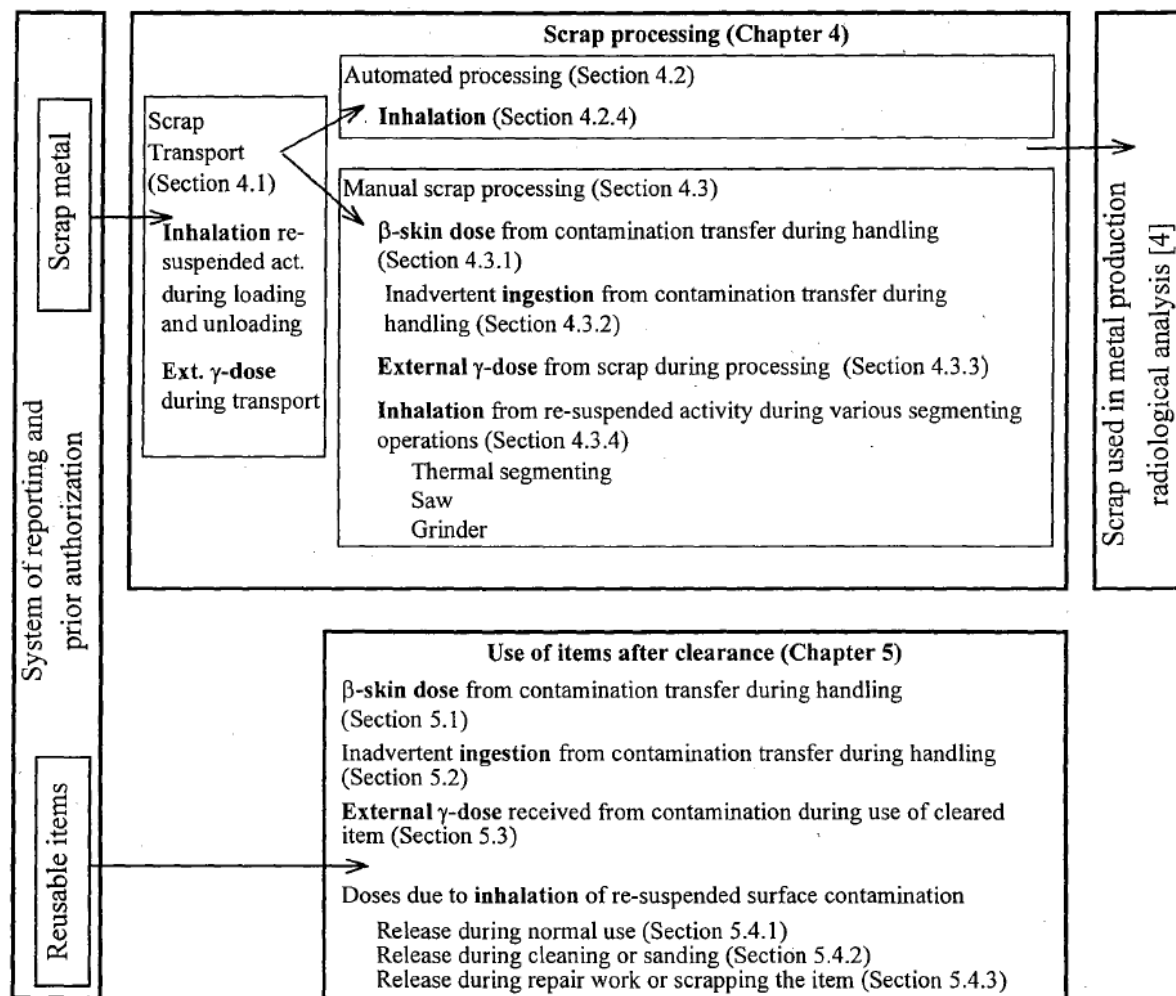 System of reporting and
prior authorization
Scrap metal
Reusable items
Scrap processing (Chapter 4)
Scrap
Transport
(Section 4.1)
Inhalation re-
suspended act.
during loading
and unloading
Ext. γ-dose
during transport
Automated processing (Section 4.2)
Inhalation (Section 4.2.4)
Manual scrap processing (Section 4.3)
β-skin dose from contamination transfer during handling
(Section 4.3.1)
Inadvertent ingestion from contamination transfer during
handling (Section 4.3.2)
External γ-dose from scrap during processing (Section 4.3.3)
Inhalation from re-suspended activity during various segmenting
operations (Section 4.3.4)
Thermal segmenting
Saw
Grinder
Scrap used in metal production
radiological analysis [4]
Use of items after clearance (Chapter 5)
β-skin dose from contamination transfer during handling
(Section 5.1)
Inadvertent ingestion from contamination transfer during handling
(Section 5.2)
External γ-dose received from contamination during use of cleared
item (Section 5.3)
Doses due to inhalation of re-suspended surface contamination
Release during normal use (Section 5.4.1)
Release during cleaning or sanding (Section 5.4.2)
Release during repair work or scrapping the item (Section 5.4.3)